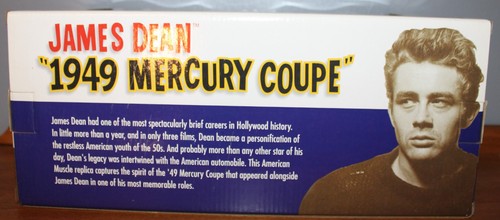 JAMES DEAN™
"1949 MERCURY COUPE"
James Dean had one of the most spectacularly brief careers in Hollywood history.
In little more than a year, and in only three films, Dean became a personification of
the restless American youth of the 50s. And probably more than any other star of his
day, Dean's legacy was intertwined with the American automobile. This American
Muscle replica captures the spirit of the '49 Mercury Coupe that appeared alongside
James Dean in one of his most memorable roles.